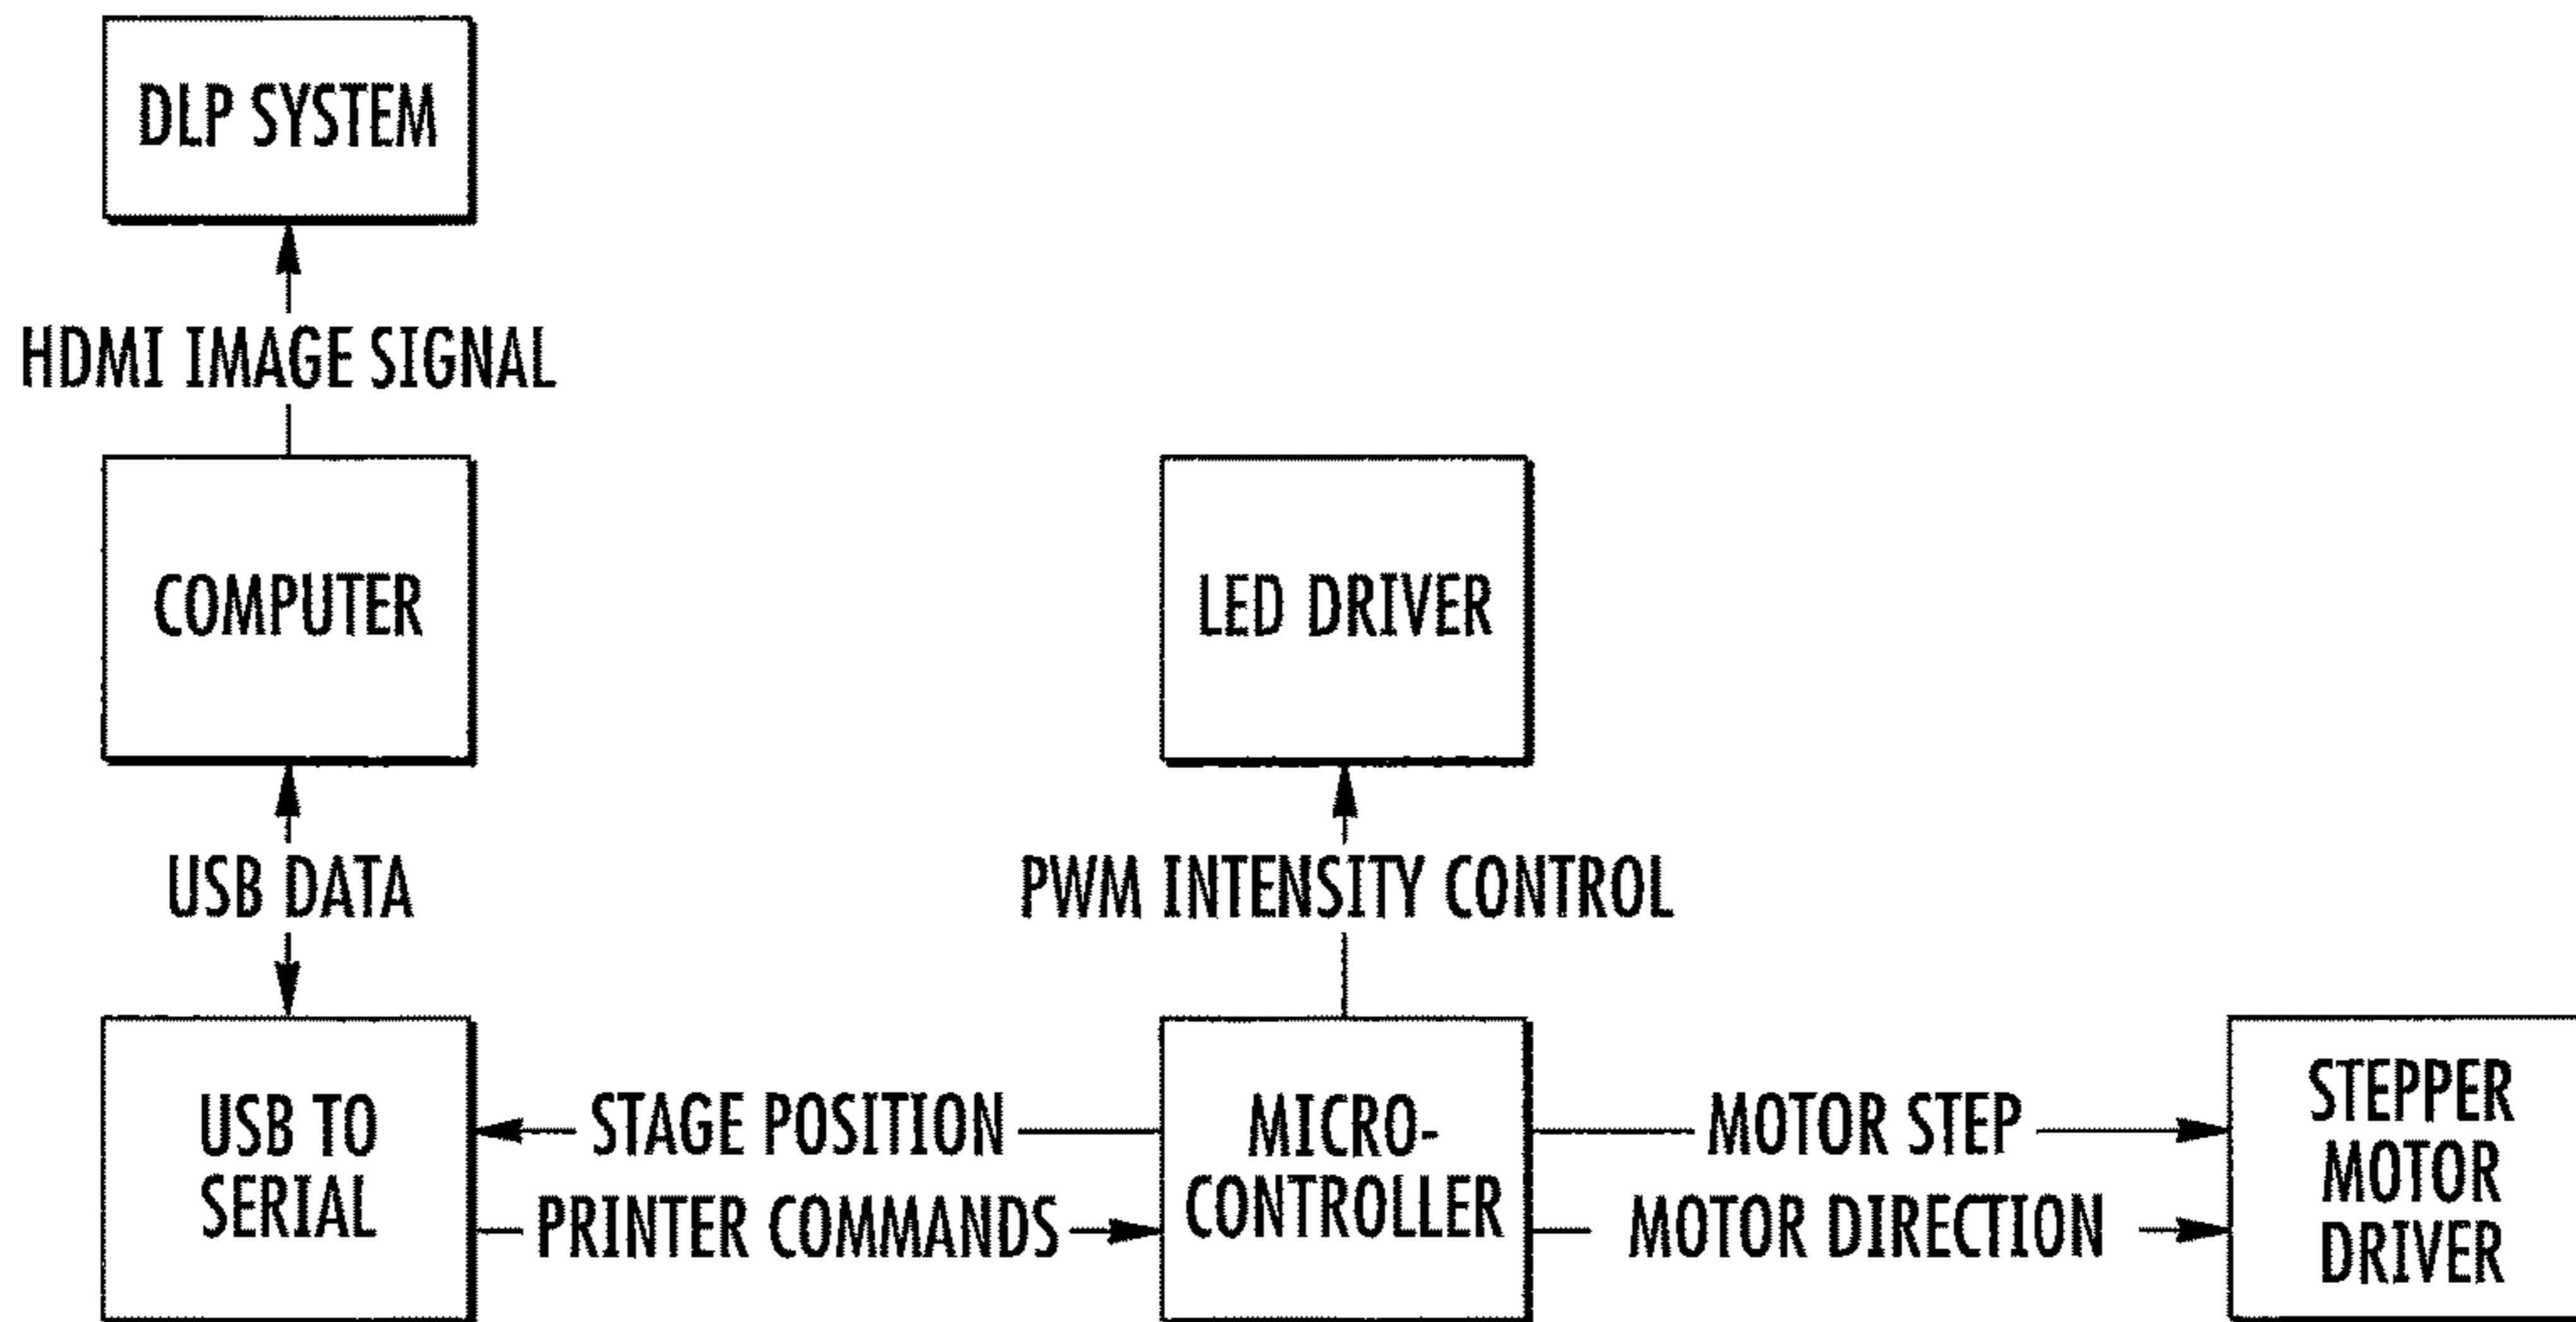 DLP SYSTEM
HDMI IMAGE SIGNAL
COMPUTER
LED DRIVER
USB DATA
PWM INTENSITY CONTROL
USB TO
SERIAL
STAGE POSITION
PRINTER COMMANDS
MICRO-
CONTROLLER
MOTOR STEP
MOTOR DIRECTION
STEPPER
MOTOR
DRIVER